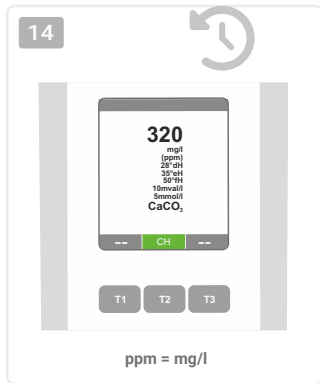 14
320
mg/l
(ppm)
28°dH
35°eH
50°fH
10mval/l
5mmol/l
CaCO₃
-- CH --
T1 T2 T3
ppm = mg/l